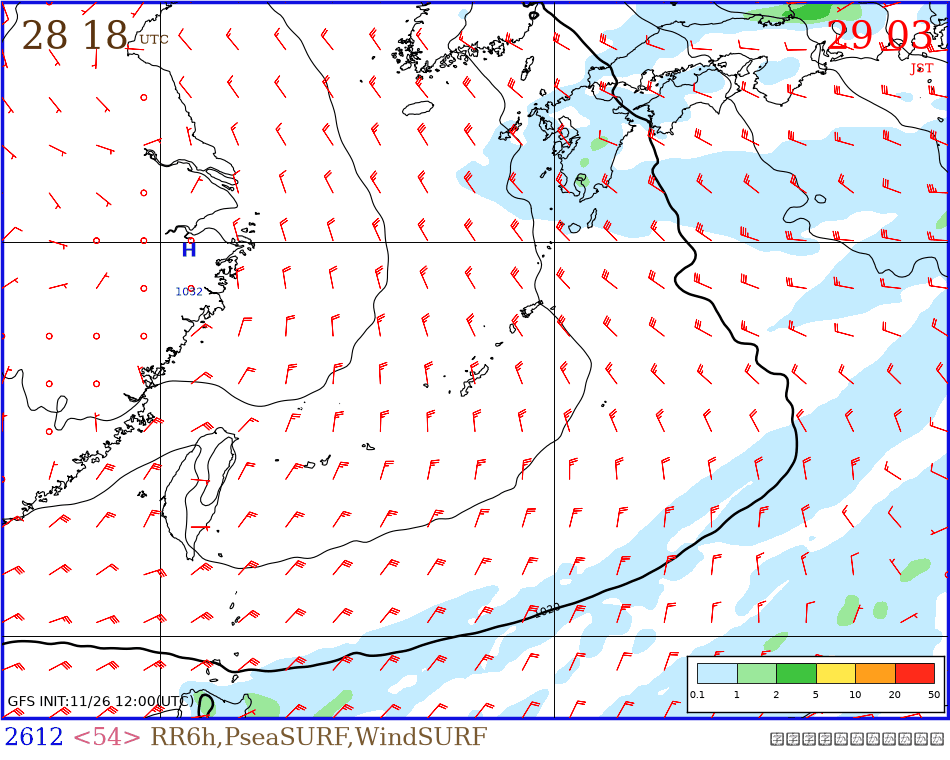 28 18 UTC
29 03
JST
H
1032
1020
0.1 1 2 5 10 20 50
GFS INIT:11/26 12:00(UTC)
2612 <54> RR6h,PseaSURF,WindSURF